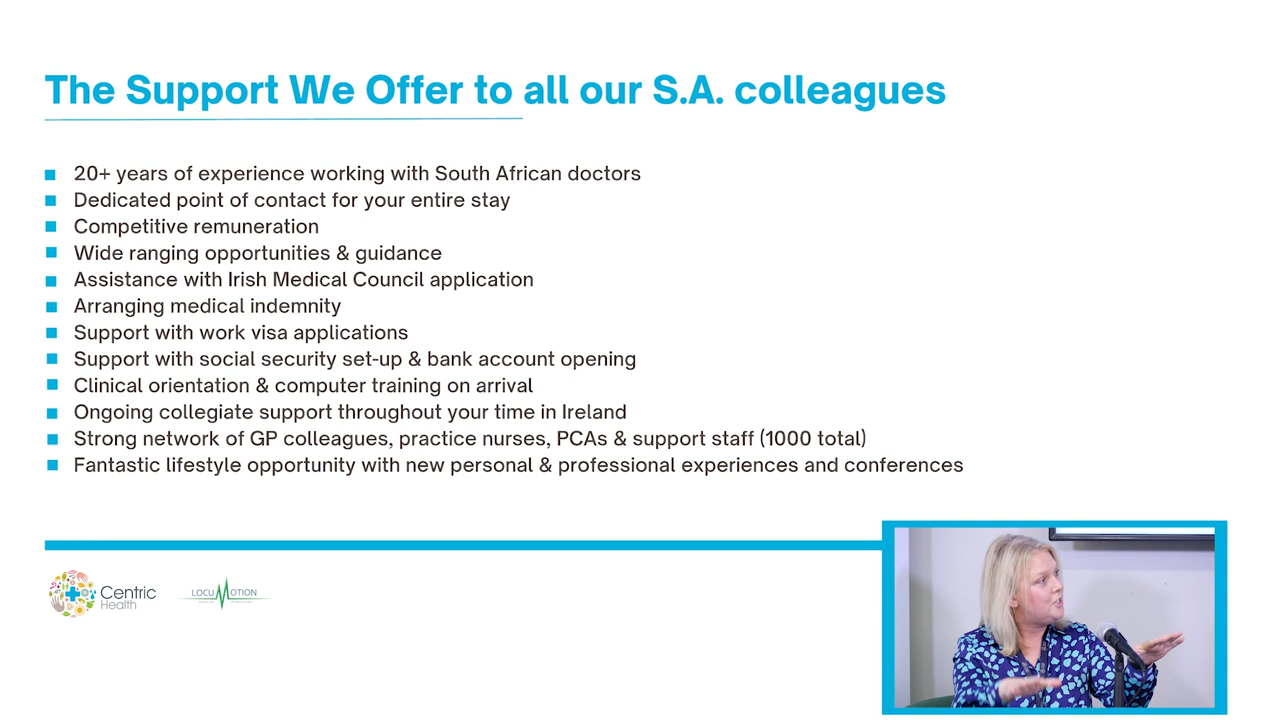 The Support We Offer to all our S.A. colleagues
20+ years of experience working with South African doctors
Dedicated point of contact for your entire stay
Competitive remuneration
Wide ranging opportunities & guidance
Assistance with Irish Medical Council application
Arranging medical indemnity
Support with work visa applications
Support with social security set-up & bank account opening
Clinical orientation & computer training on arrival
Ongoing collegiate support throughout your time in Ireland
Strong network of GP colleagues, practice nurses, PCAs & support staff (1000 total)
Fantastic lifestyle opportunity with new personal & professional experiences and conferences
Centric
Health
LOCUMOTION